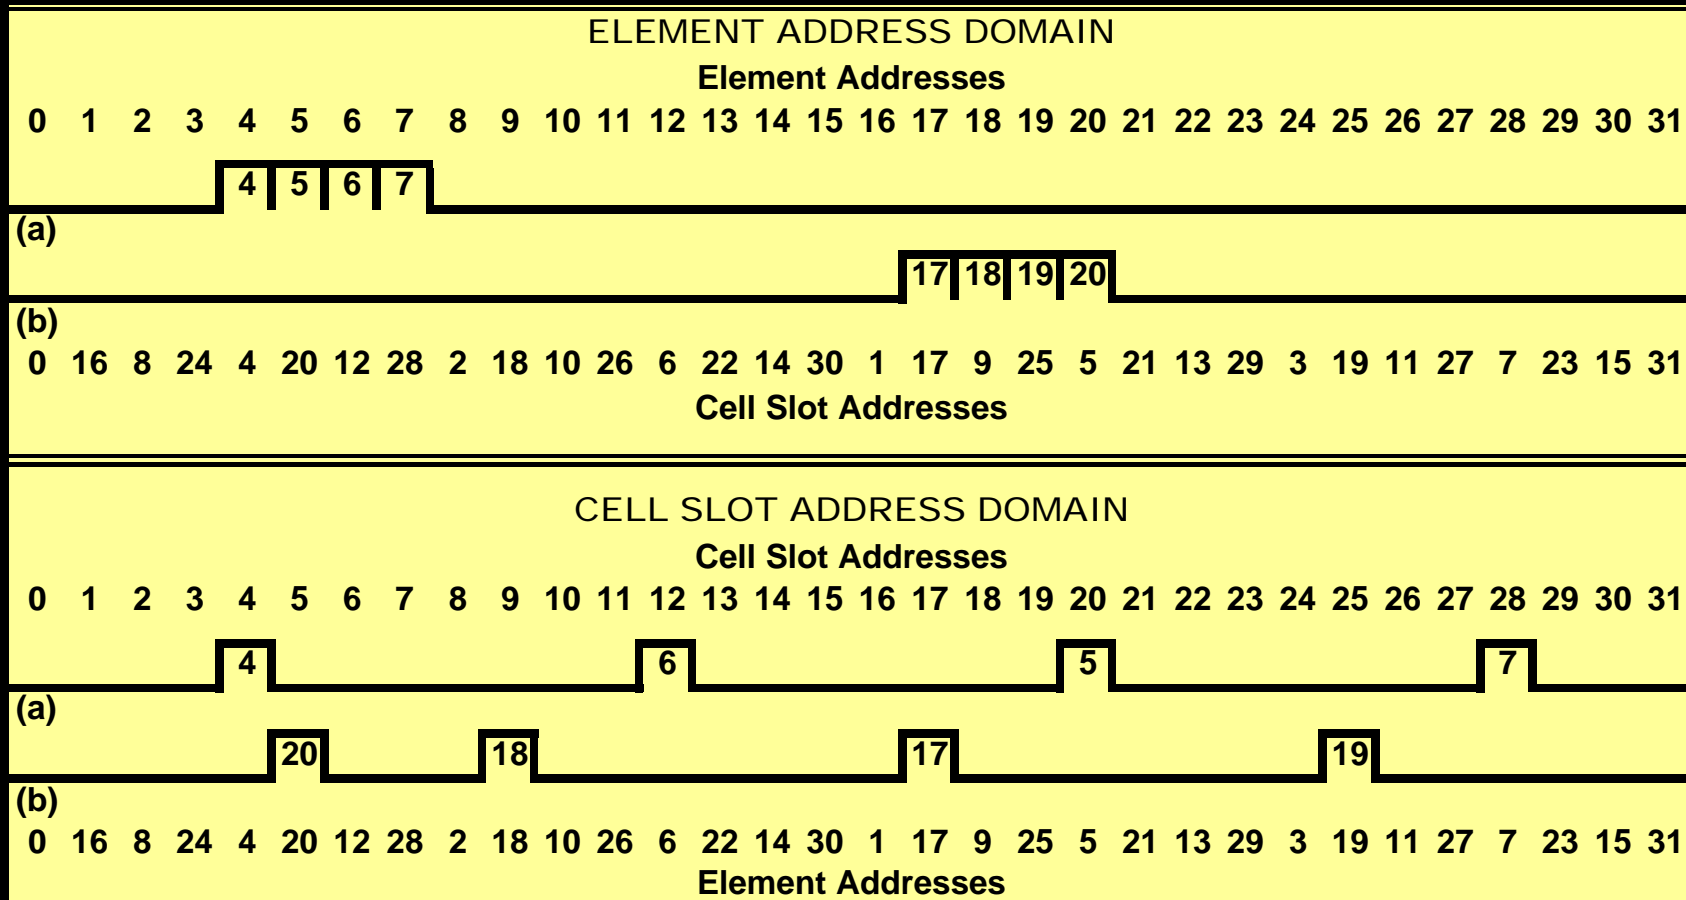 ELEMENT ADDRESS DOMAIN
Element Addresses
0 1 2 3 4 5 6 7 8 9 10 11 12 13 14 15 16 17 18 19 20 21 22 23 24 25 26 27 28 29 30 31
4 5 6 7
(a)
17 18 19 20
(b)
0 16 8 24 4 20 12 28 2 18 10 26 6 22 14 30 1 17 9 25 5 21 13 29 3 19 11 27 7 23 15 31
Cell Slot Addresses
CELL SLOT ADDRESS DOMAIN
Cell Slot Addresses
0 1 2 3 4 5 6 7 8 9 10 11 12 13 14 15 16 17 18 19 20 21 22 23 24 25 26 27 28 29 30 31
4 6 5 7
(a)
20 18 17 19
(b)
0 16 8 24 4 20 12 28 2 18 10 26 6 22 14 30 1 17 9 25 5 21 13 29 3 19 11 27 7 23 15 31
Element Addresses